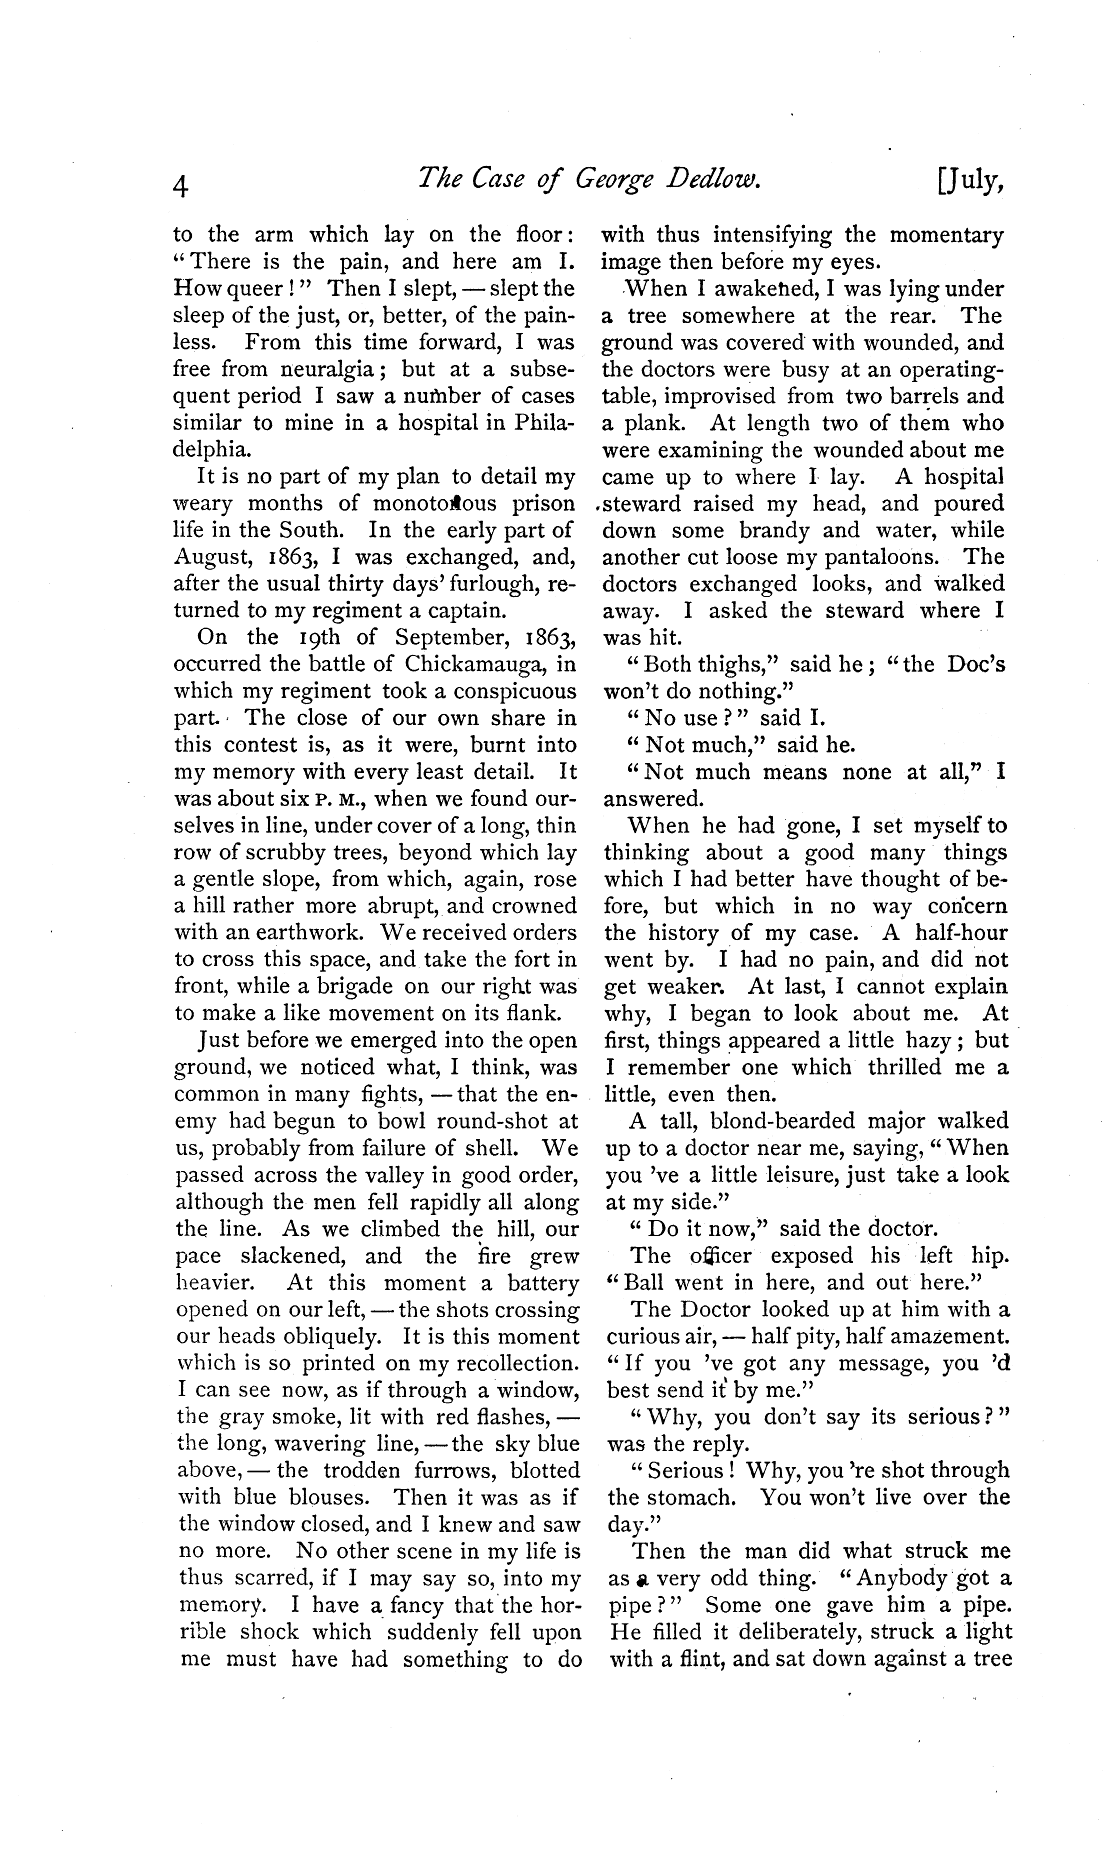 4 The Case of George Dedlow. [July,
to the arm which lay on the floor:
"There is the pain, and here am I.
How queer!" Then I slept, — slept the
sleep of the just, or, better, of the pain-
less. From this time forward, I was
free from neuralgia; but at a subse-
quent period I saw a number of cases
similar to mine in a hospital in Phila-
delphia.
It is no part of my plan to detail my
weary months of monotonous prison
life in the South. In the early part of
August, 1863, I was exchanged, and,
after the usual thirty days' furlough, re-
turned to my regiment a captain.
On the 19th of September, 1863,
occurred the battle of Chickamauga, in
which my regiment took a conspicuous
part. The close of our own share in
this contest is, as it were, burnt into
my memory with every least detail. It
was about six P. M., when we found our-
selves in line, under cover of a long, thin
row of scrubby trees, beyond which lay
a gentle slope, from which, again, rose
a hill rather more abrupt, and crowned
with an earthwork. We received orders
to cross this space, and take the fort in
front, while a brigade on our right was
to make a like movement on its flank.
Just before we emerged into the open
ground, we noticed what, I think, was
common in many fights, — that the en-
emy had begun to bowl round-shot at
us, probably from failure of shell. We
passed across the valley in good order,
although the men fell rapidly all along
the line. As we climbed the hill, our
pace slackened, and the fire grew
heavier. At this moment a battery
opened on our left, — the shots crossing
our heads obliquely. It is this moment
which is so printed on my recollection.
I can see now, as if through a window,
the gray smoke, lit with red flashes, —
the long, wavering line, — the sky blue
above, — the trodden furrows, blotted
with blue blouses. Then it was as if
the window closed, and I knew and saw
no more. No other scene in my life is
thus scarred, if I may say so, into my
memory. I have a fancy that the hor-
rible shock which suddenly fell upon
me must have had something to do
with thus intensifying the momentary
image then before my eyes.
When I awakened, I was lying under
a tree somewhere at the rear. The
ground was covered with wounded, and
the doctors were busy at an operating-
table, improvised from two barrels and
a plank. At length two of them who
were examining the wounded about me
came up to where I lay. A hospital
steward raised my head, and poured
down some brandy and water, while
another cut loose my pantaloons. The
doctors exchanged looks, and walked
away. I asked the steward where I
was hit.
"Both thighs," said he; "the Doc's
won't do nothing."
"No use?" said I.
"Not much," said he.
"Not much means none at all," I
answered.
When he had gone, I set myself to
thinking about a good many things
which I had better have thought of be-
fore, but which in no way concern
the history of my case. A half-hour
went by. I had no pain, and did not
get weaker. At last, I cannot explain
why, I began to look about me. At
first, things appeared a little hazy; but
I remember one which thrilled me a
little, even then.
A tall, blond-bearded major walked
up to a doctor near me, saying, "When
you 've a little leisure, just take a look
at my side."
"Do it now," said the doctor.
The officer exposed his left hip.
"Ball went in here, and out here."
The Doctor looked up at him with a
curious air, — half pity, half amazement.
"If you 've got any message, you 'd
best send it by me."
"Why, you don't say its serious?"
was the reply.
"Serious! Why, you 're shot through
the stomach. You won't live over the
day."
Then the man did what struck me
as a very odd thing. "Anybody got a
pipe?" Some one gave him a pipe.
He filled it deliberately, struck a light
with a flint, and sat down against a tree